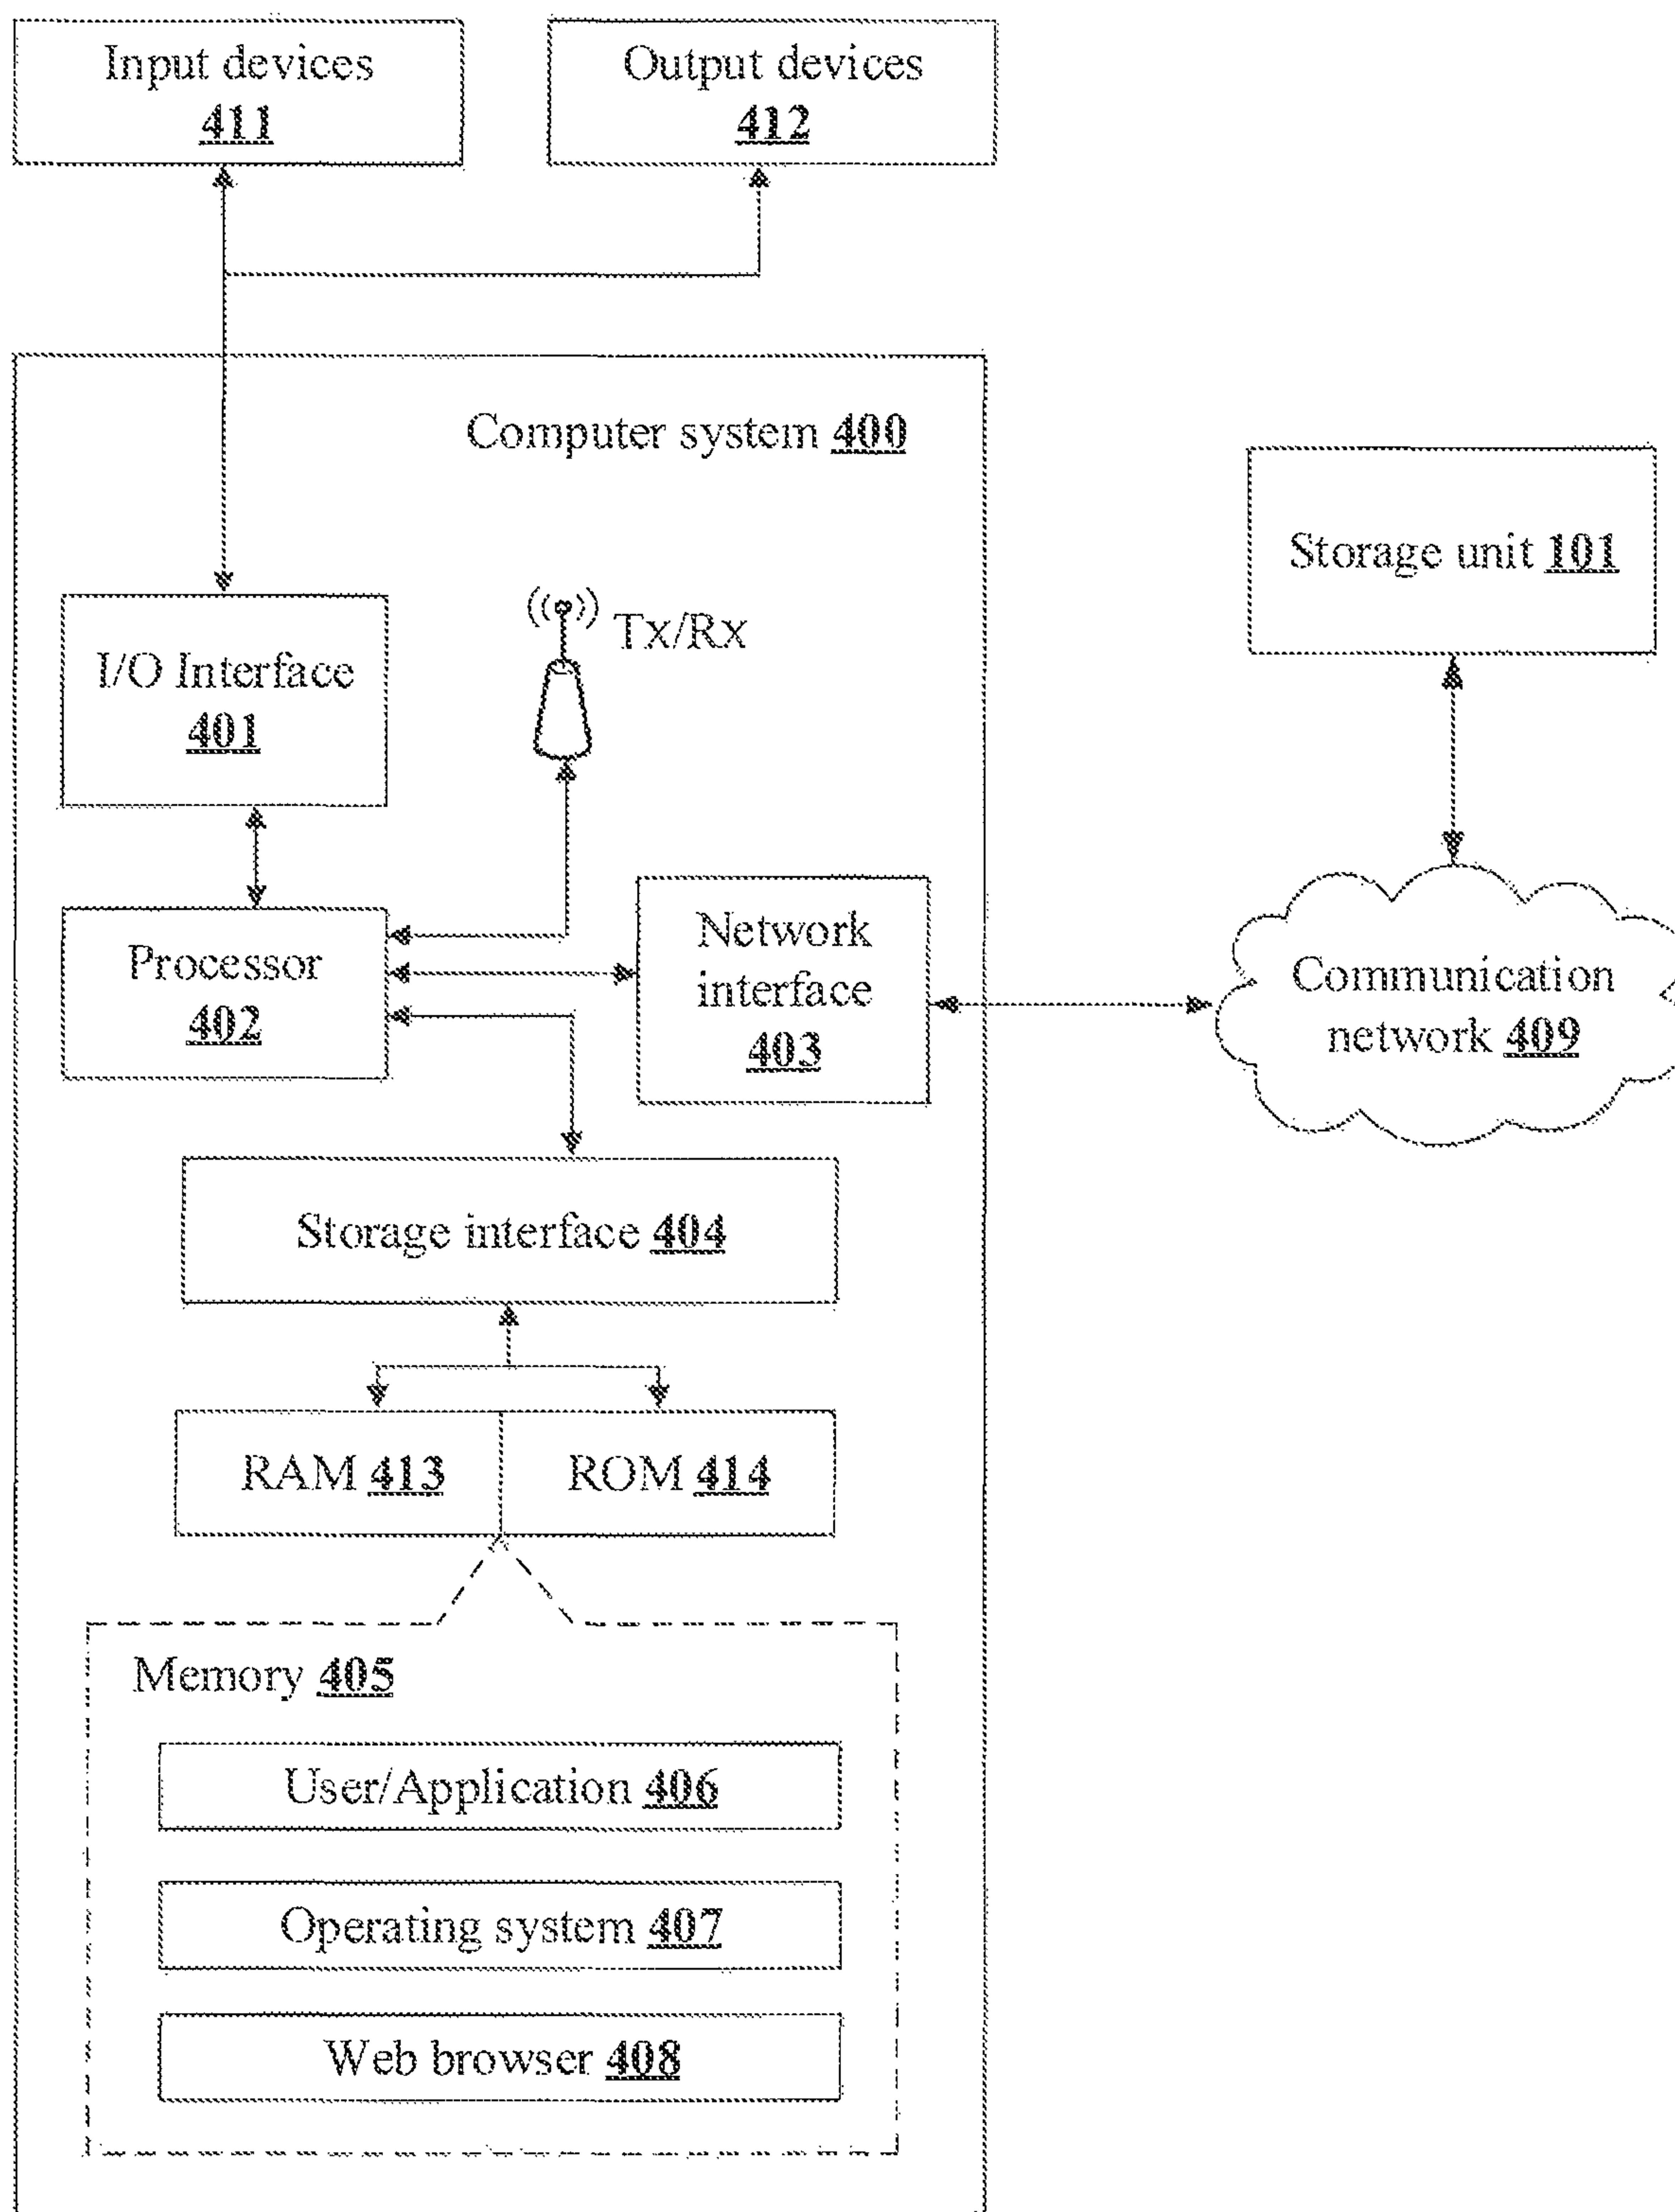 Input devices
411
Output devices
412
Computer system 400
Storage unit 101
I/O Interface
401
Tx/Rx
Processor
402
Network
interface
403
Communication
network 409
Storage interface 404
RAM 413
ROM 414
Memory 405
User/Application 406
Operating system 407
Web browser 408